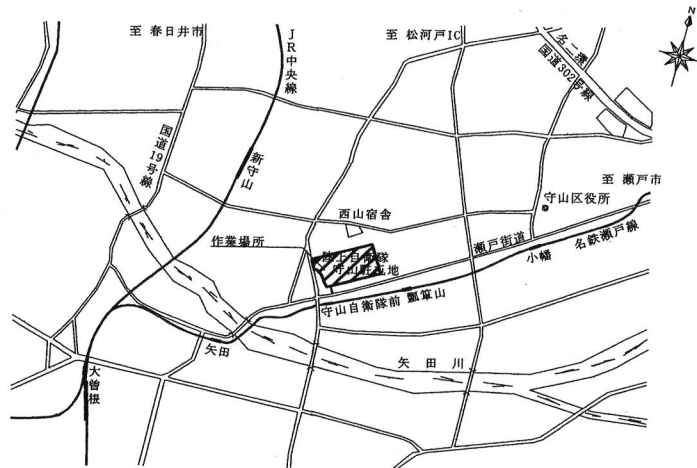 N
至 春日井市
JR中央線
至 松河戸IC
名二環
国道302号線
国道19号線
新守山
至 瀬戸市
守山区役所
西山宿舎
作業場所
陸上自衛隊
守山駐屯地
瀬戸街道
小幡
名鉄瀬戸線
守山自衛隊前
瓢箪山
矢田
矢田川
大曽根